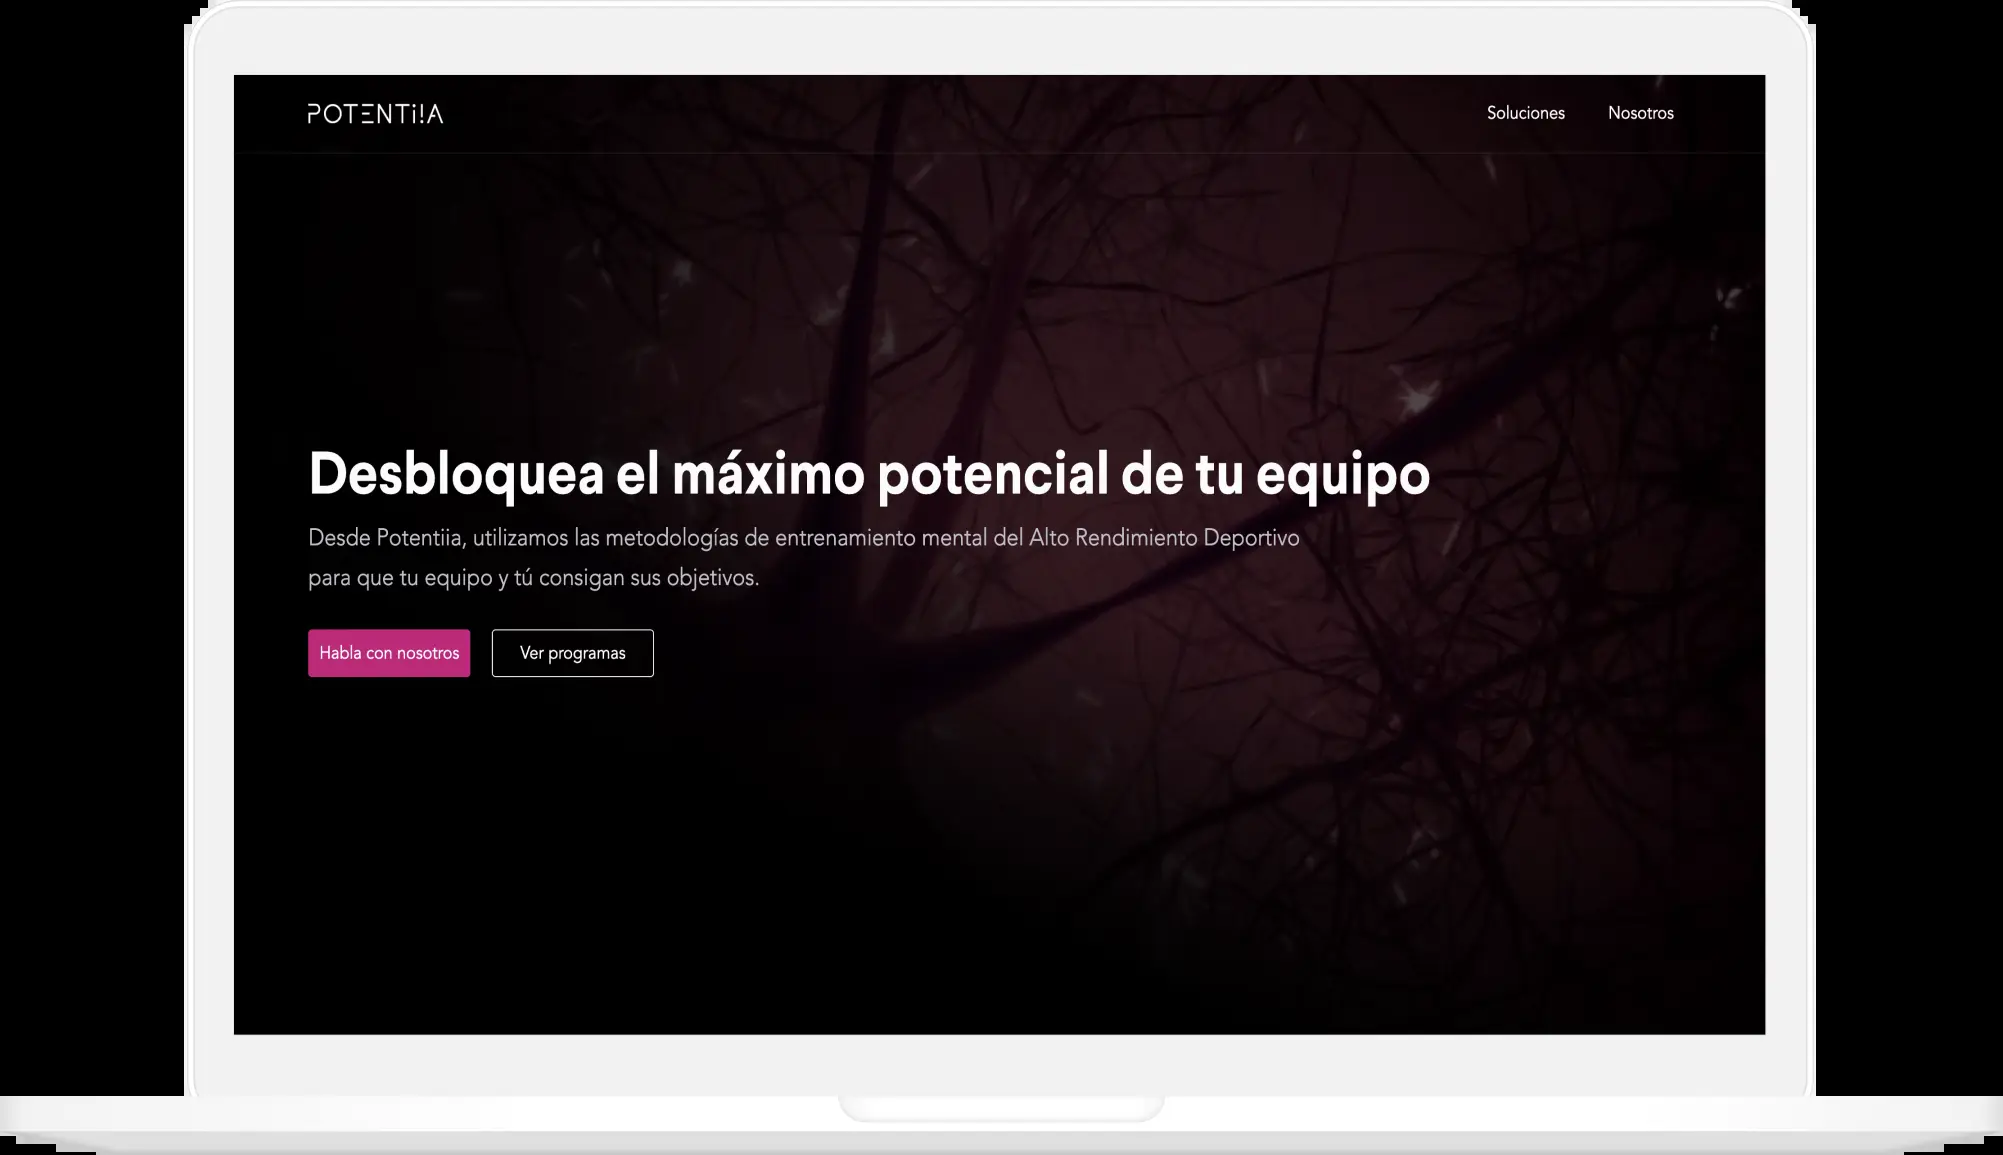 POTENTi!A
Soluciones
Nosotros
Desbloquea el máximo potencial de tu equipo
Desde Potentiia, utilizamos las metodologías de entrenamiento mental del Alto Rendimiento Deportivo
para que tu equipo y tú consigan sus objetivos.
Habla con nosotros
Ver programas